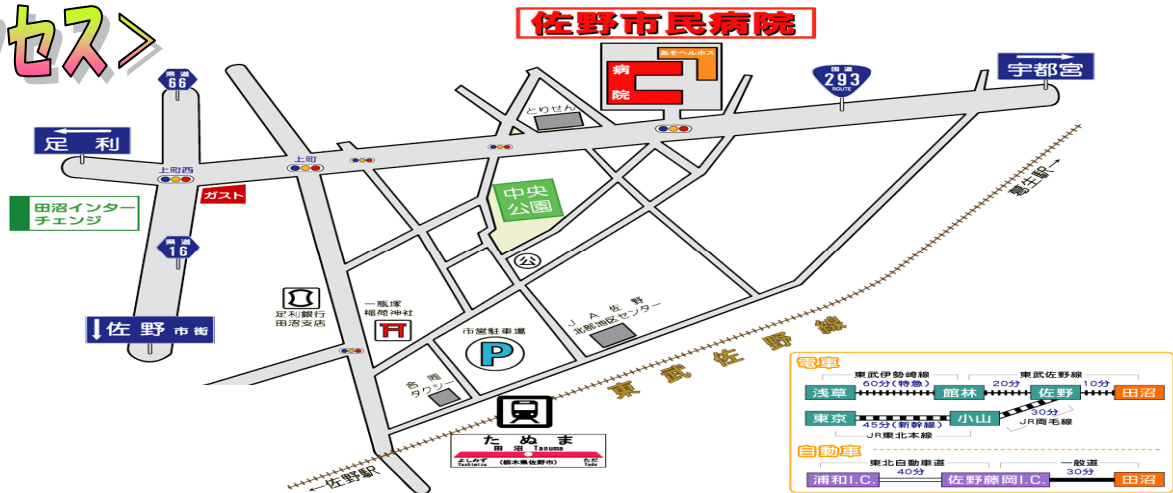 セス＞
佐野市民病院
県道
66
足利
上町西
上町
ガスト
田沼インター
チェンジ
県道
16
佐野市街
とりせん
病
院
あそヘルホス
国道
293
ROUTE
宇都宮
中央
公園
公
葛生駅→
足利銀行
田沼支店
一瓶塚
稲荷神社
市営駐車場
P
ＪＡ佐野
北部地区センター
合同
タクシー
東武佐野線
←佐野駅
たぬま
田沼 Tanuma
よしみず
Yoshimizu
(栃木県佐野市)
ただ
Tada
電車
東武伊勢崎線
東武佐野線
浅草
60分(特急)
館林
20分
佐野
10分
田沼
東京
45分(新幹線)
小山
30分
JR両毛線
JR東北本線
自動車
東北自動車道
一般道
浦和I.C.
40分
佐野藤岡I.C.
30分
田沼